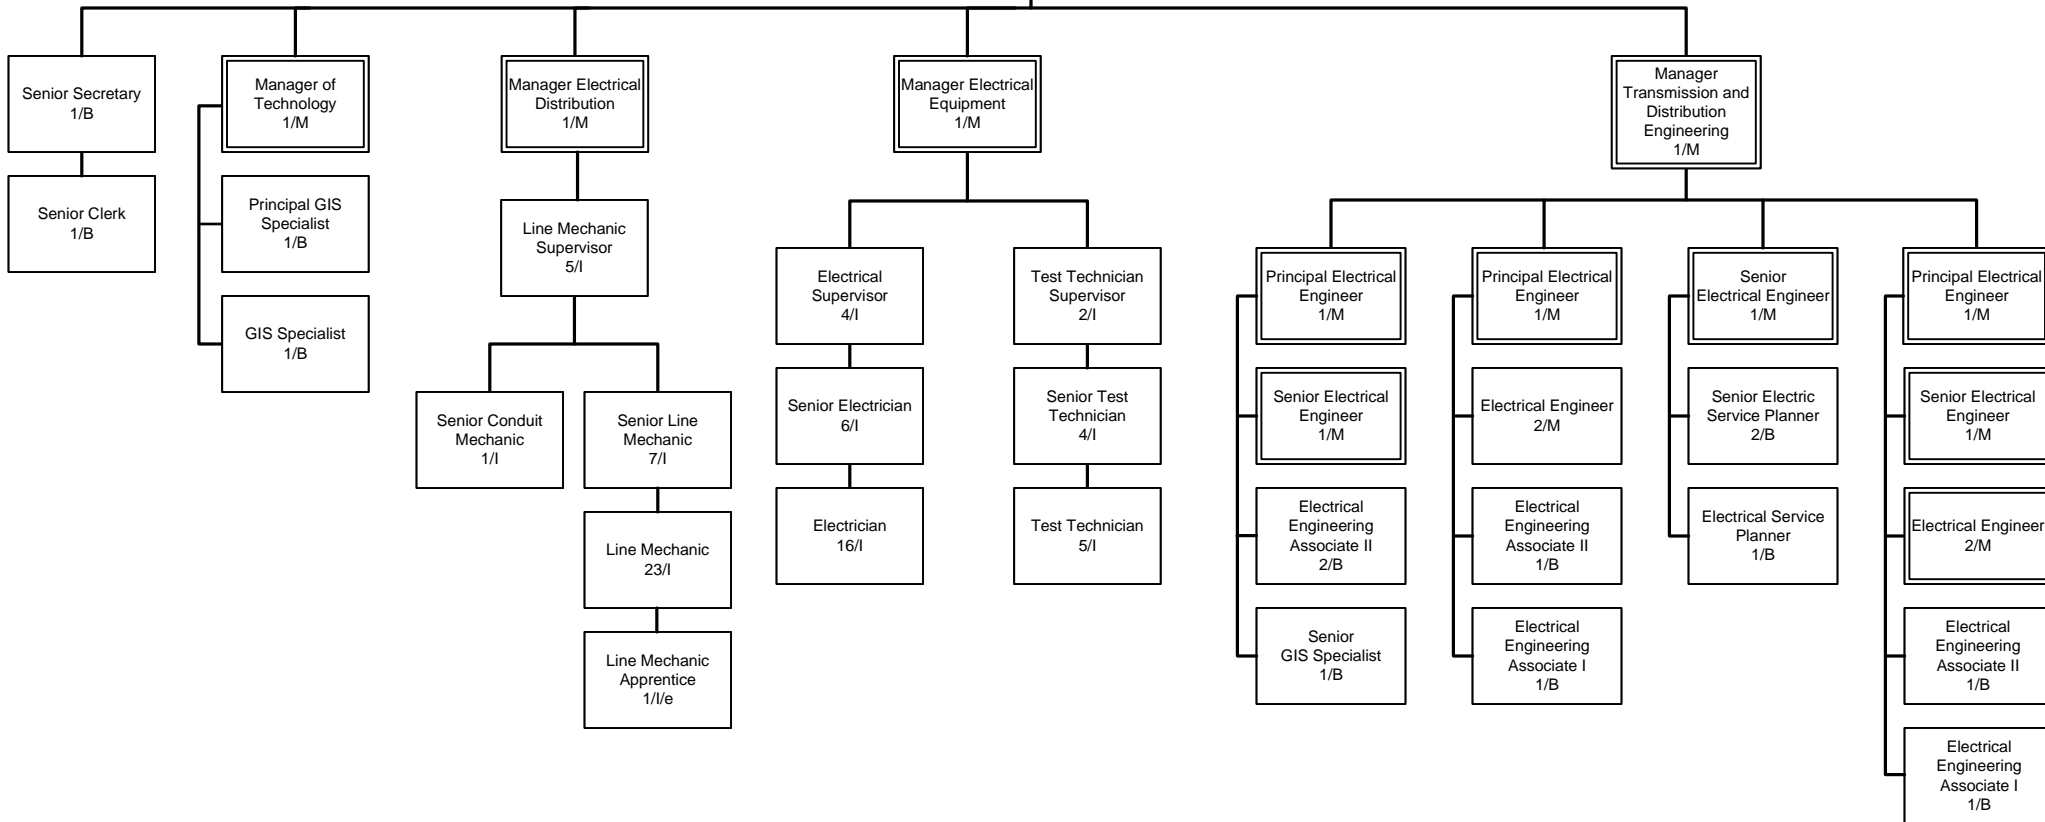 Senior Secretary
1/B
Senior Clerk
1/B
Manager of
Technology
1/M
Principal GIS
Specialist
1/B
GIS Specialist
1/B
Manager Electrical
Distribution
1/M
Line Mechanic
Supervisor
5/I
Senior Conduit
Mechanic
1/I
Senior Line
Mechanic
7/I
Line Mechanic
23/I
Line Mechanic
Apprentice
1/I/e
Manager Electrical
Equipment
1/M
Electrical
Supervisor
4/I
Senior Electrician
6/I
Electrician
16/I
Test Technician
Supervisor
2/I
Senior Test
Technician
4/I
Test Technician
5/I
Manager
Transmission and
Distribution
Engineering
1/M
Principal Electrical
Engineer
1/M
Senior Electrical
Engineer
1/M
Electrical
Engineering
Associate II
2/B
Senior
GIS Specialist
1/B
Principal Electrical
Engineer
1/M
Electrical Engineer
2/M
Electrical
Engineering
Associate II
1/B
Electrical
Engineering
Associate I
1/B
Senior
Electrical Engineer
1/M
Senior Electric
Service Planner
2/B
Electrical Service
Planner
1/B
Principal Electrical
Engineer
1/M
Senior Electrical
Engineer
1/M
Electrical Engineer
2/M
Electrical
Engineering
Associate II
1/B
Electrical
Engineering
Associate I
1/B